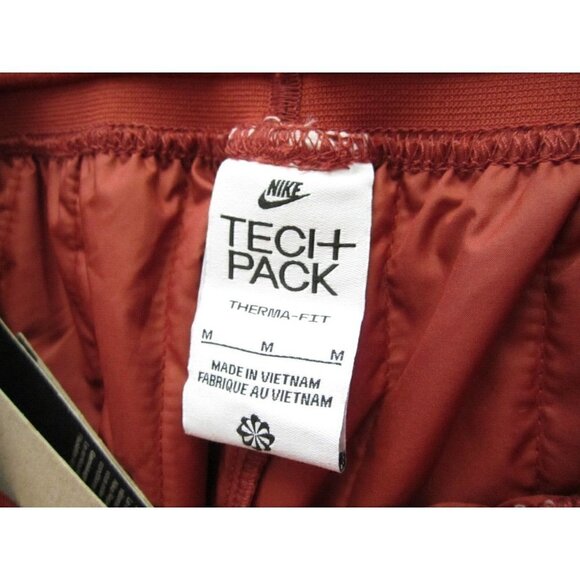 NIKE
TECH
PACK
THERMA-FIT
M M M
MADE IN VIETNAM
FABRIQUE AU VIETNAM